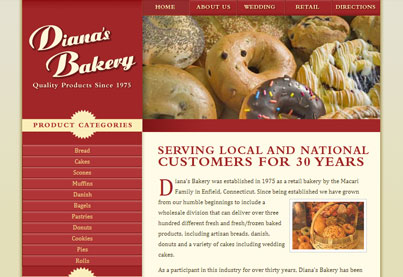 HOME ABOUT US WEDDING RETAIL DIRECTIONS
Diana's
Bakery
Quality Products Since 1975
PRODUCT CATEGORIES
Bread
Cakes
Scones
Muffins
Danish
Bagels
Pastries
Donuts
Cookies
Pies
Rolls
SERVING LOCAL AND NATIONAL
CUSTOMERS FOR 30 YEARS
Diana's Bakery was established in 1975 as a retail bakery by the Macari
Family in Enfield, Connecticut. Since being established we have grown
from our humble beginnings to include a
wholesale division that can deliver over three
hundred different fresh and fresh/frozen baked
products, including artisan breads, danish,
donuts and a variety of cakes including wedding
cakes.
As a participant in this industry for over thirty years, Diana's Bakery has been